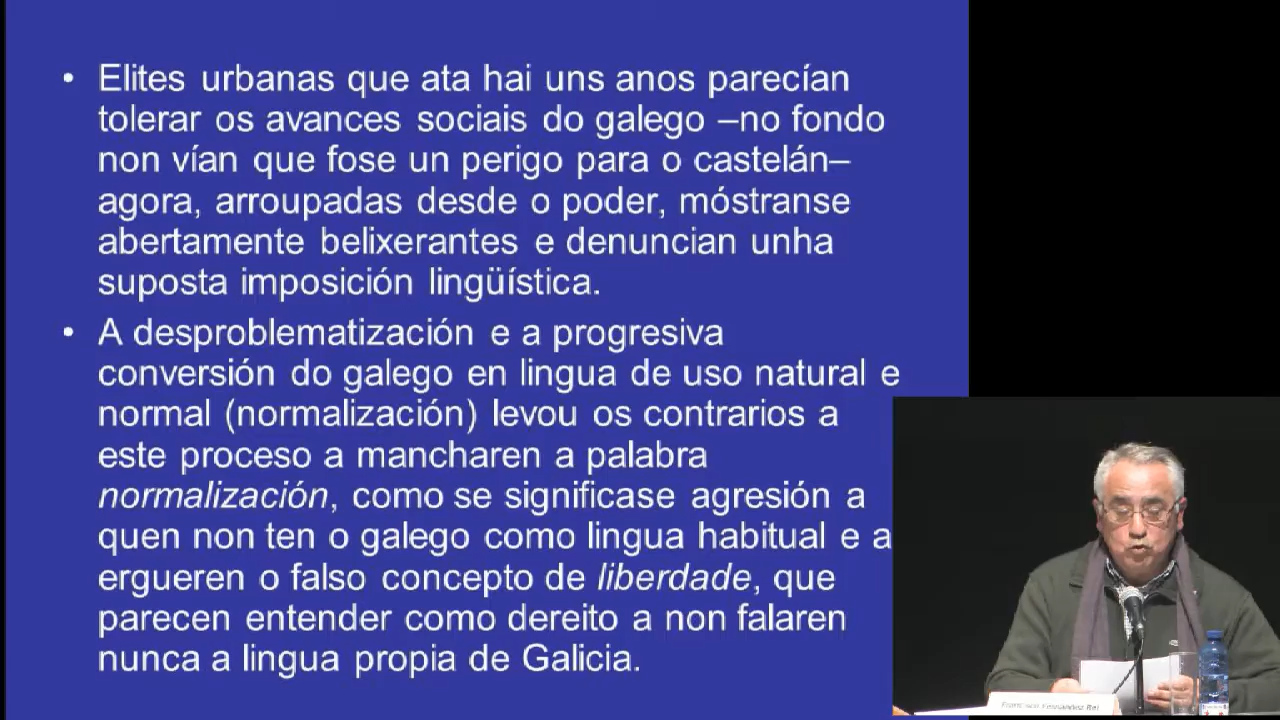 • Elites urbanas que ata hai uns anos parecían
tolerar os avances sociais do galego –no fondo
non vían que fose un perigo para o castelán–
agora, arroupadas desde o poder, móstranse
abertamente belixerantes e denuncian unha
suposta imposición lingüística.
• A desproblematización e a progresiva
conversión do galego en lingua de uso natural e
normal (normalización) levou os contrarios a
este proceso a mancharen a palabra
normalización, como se significase agresión a
quen non ten o galego como lingua habitual e a
ergueren o falso concepto de liberdade, que
parecen entender como dereito a non falaren
nunca a lingua propia de Galicia.
Francisco Fernández Rei